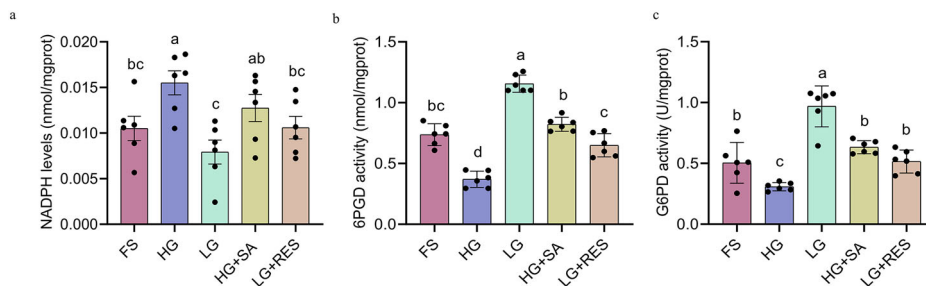 a
NADPH levels (nmol/mgprot)
0.020
0.015
0.010
0.005
0.000
bc
a
c
ab
bc
FS
HG
LG
HG+SA
LG+RES
b
6PGD activity (nmol/mgprot)
1.5
1.0
0.5
0.0
bc
d
a
b
c
FS
HG
LG
HG+SA
LG+RES
c
G6PD activity (U/mgprot)
1.5
1.0
0.5
0.0
b
c
a
b
b
FS
HG
LG
HG+SA
LG+RES